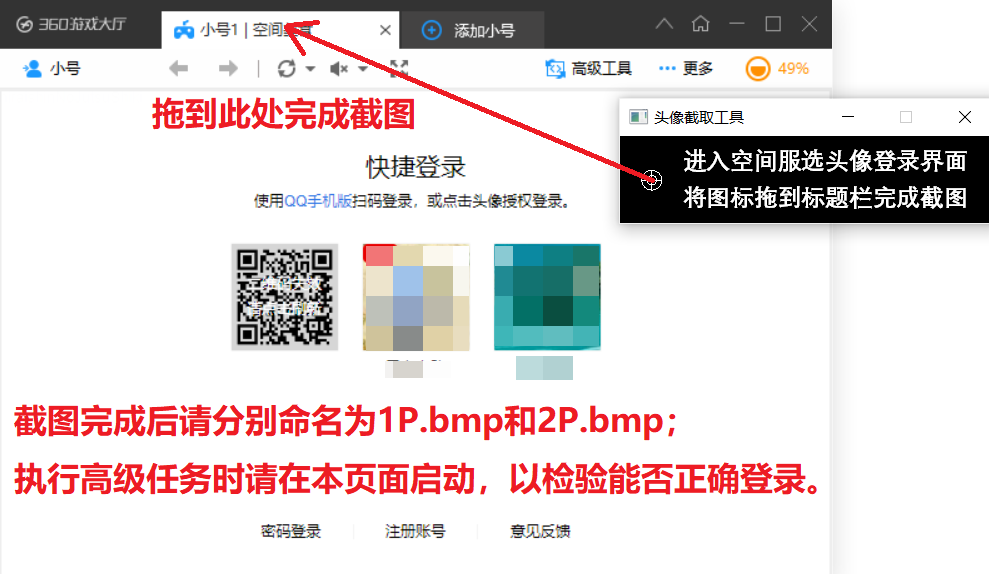 360游戏大厅
小号1 | 空间
添加小号
小号
高级工具
更多
49%
拖到此处完成截图
头像截取工具
进入空间服选头像登录界面
将图标拖到标题栏完成截图
快捷登录
使用QQ手机版扫码登录，或点击头像授权登录。
截图完成后请分别命名为1P.bmp和2P.bmp；
执行高级任务时请在本页面启动，以检验能否正确登录。
密码登录
注册账号
意见反馈